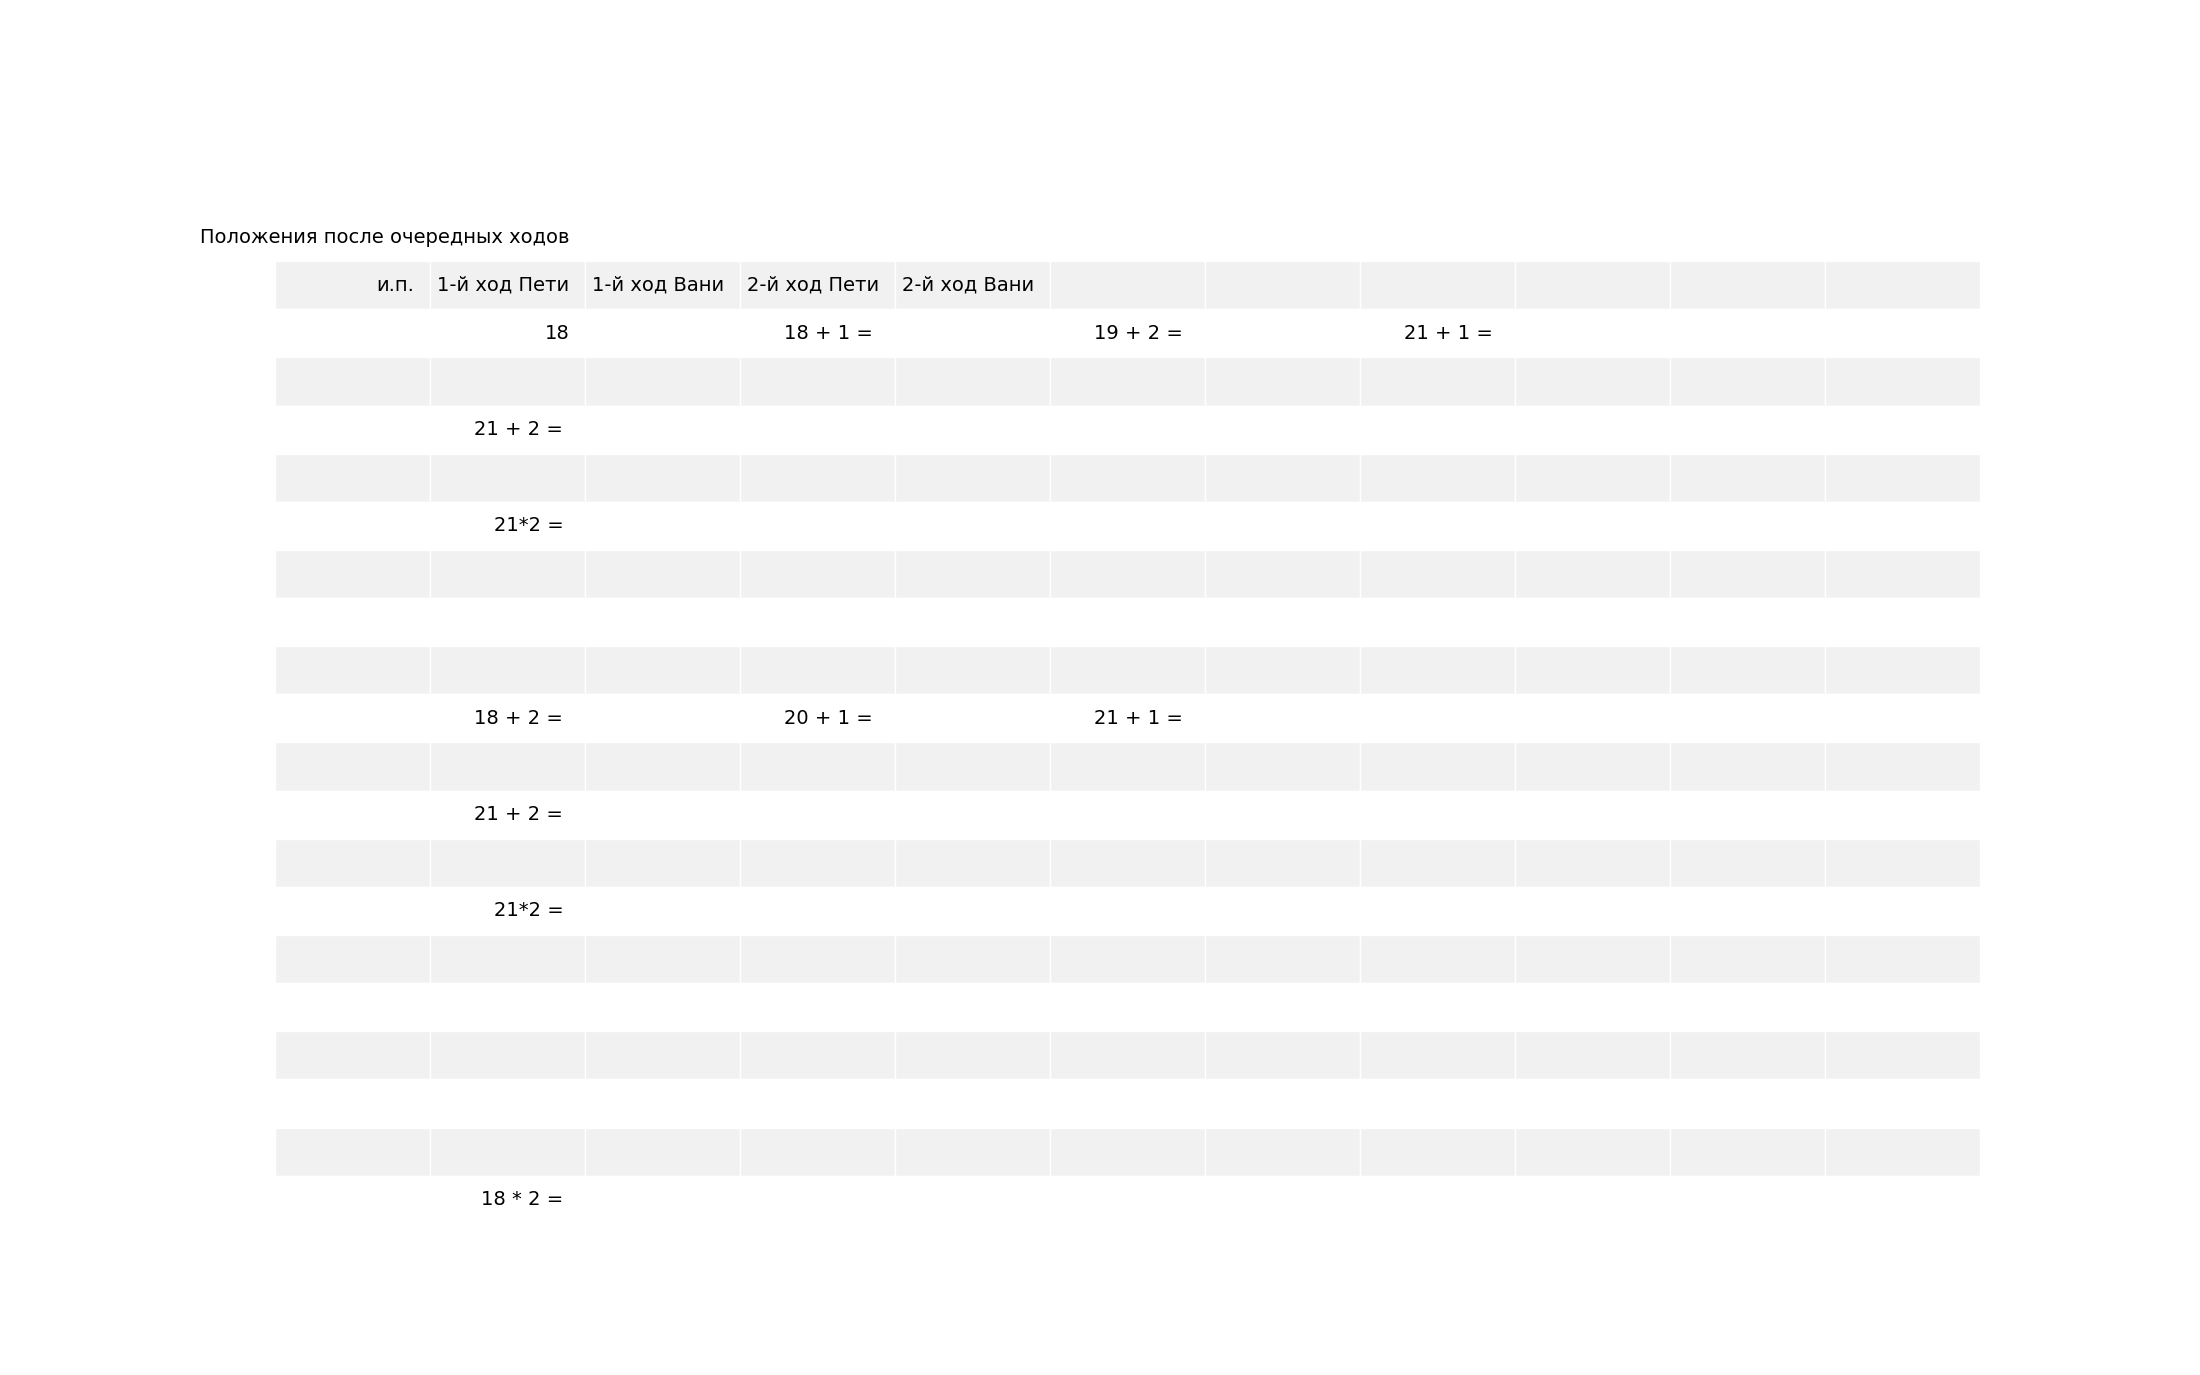 Положения после очередных ходов
и.п. 1-й ход Пети 1-й ход Вани 2-й ход Пети 2-й ход Вани
18 18 + 1 = 19 + 2 = 21 + 1 =
21 + 2 =
21*2 =
18 + 2 = 20 + 1 = 21 + 1 =
21 + 2 =
21*2 =
18 * 2 =